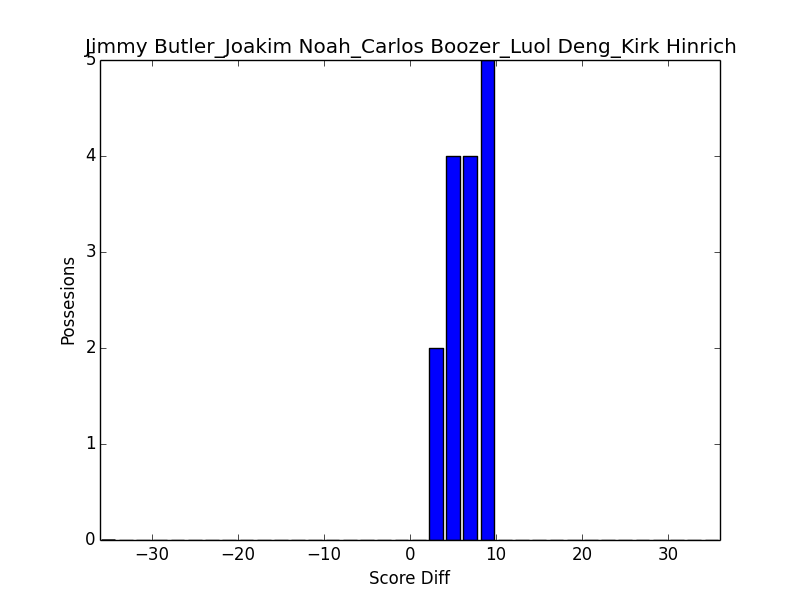 Jimmy Butler_Joakim Noah_Carlos Boozer_Luol Deng_Kirk Hinrich
5
4
3
2
1
0
Possesions
−30 −20 −10 0 10 20 30
Score Diff